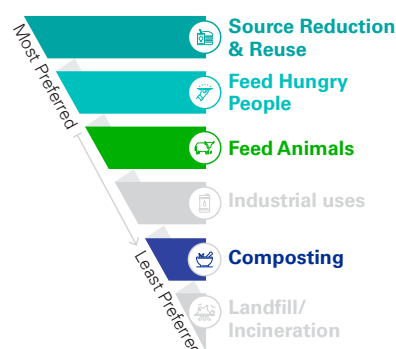 Most Preferred
Least Preferred
Source Reduction
& Reuse
Feed Hungry
People
Feed Animals
Industrial uses
Composting
Landfill/
Incineration